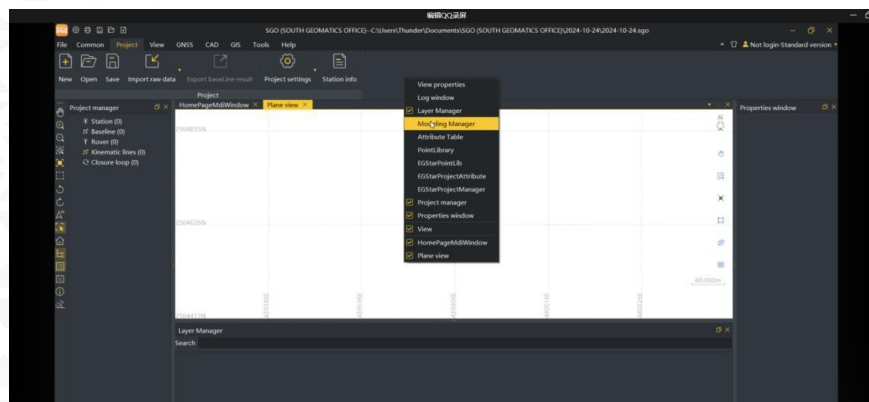 编辑QQ录屏
SGO (SOUTH GEOMATICS OFFICE)--C:\Users\Thunder\Documents\SGO (SOUTH GEOMATICS OFFICE)\2024-10-24\2024-10-24.sgo
File Common Project View GNSS CAD GIS Tools Help
Not login-Standard version
New Open Save Import raw data Export baseLine result Project settings Station info
Project
Project manager
HomePageMdiWindow × Plane view ×
Properties window
Station (0)
Baseline (0)
Rover (0)
Kinematic lines (0)
Closure loop (0)
View properties
Log window
Layer Manager
Modeling Manager
Attribute Table
PointLibrary
EGStarPointLib
EGStarProjectAttribute
EGStarProjectManager
Project manager
Properties window
View
HomePageMdiWindow
Plane view
Layer Manager
Search